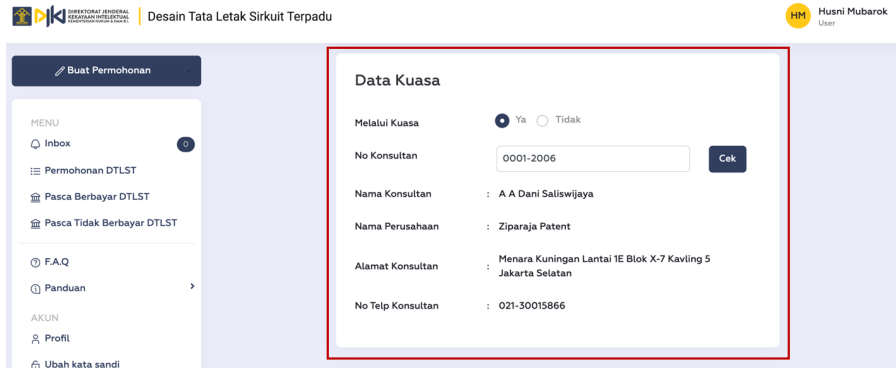 DIREKTORAT JENDERAL
KEKAYAAN INTELEKTUAL
Desain Tata Letak Sirkuit Terpadu
HM
Husni Mubarok
User
Buat Permohonan
MENU
Inbox
0
Permohonan DTLST
Pasca Berbayar DTLST
Pasca Tidak Berbayar DTLST
F.A.Q
Panduan
AKUN
Profil
Ubah kata sandi
Data Kuasa
Melalui Kuasa Ya Tidak
No Konsultan 0001-2006 Cek
Nama Konsultan : A A Dani Saliswijaya
Nama Perusahaan : Ziparaja Patent
Alamat Konsultan : Menara Kuningan Lantai 1E Blok X-7 Kavling 5
Jakarta Selatan
No Telp Konsultan : 021-30015866